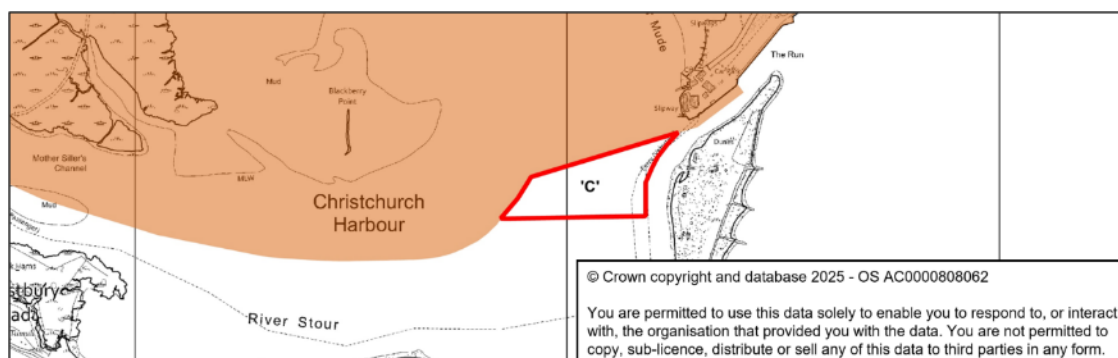 Mude
Slipways
The Run
Mud
Car Park
Blackberry
Point
Slipway
Mother Siller's
Channel
Dunes
MLW
'C'
Mud
Christchurch
Harbour
River Stour
© Crown copyright and database 2025 - OS AC0000808062
You are permitted to use this data solely to enable you to respond to, or interact
with, the organisation that provided you with the data. You are not permitted to
copy, sub-licence, distribute or sell any of this data to third parties in any form.